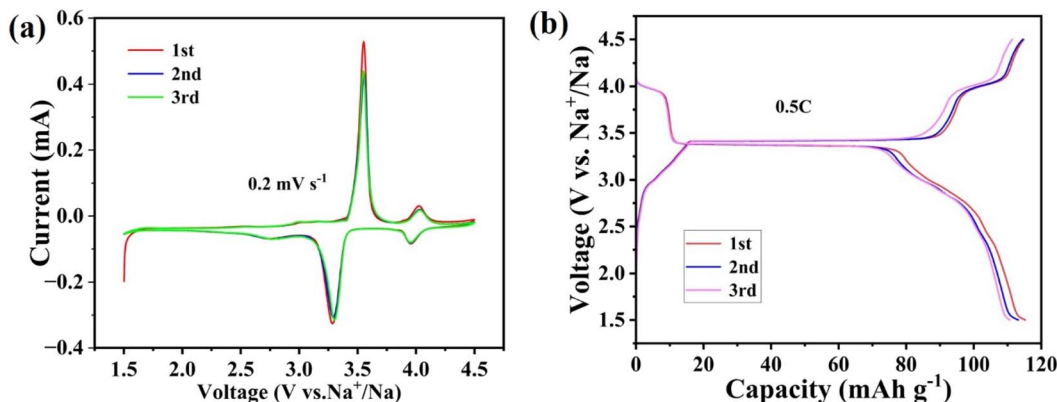 (a)
0.6
0.4
0.2
0.0
−0.2
−0.4
Current (mA)
1st
2nd
3rd
0.2 mV s-1
1.5 2.0 2.5 3.0 3.5 4.0 4.5
Voltage (V vs.Na+/Na)
(b)
4.5
4.0
3.5
3.0
2.5
2.0
1.5
Voltage (V vs. Na+/Na)
0.5C
1st
2nd
3rd
0 20 40 60 80 100 120
Capacity (mAh g-1)